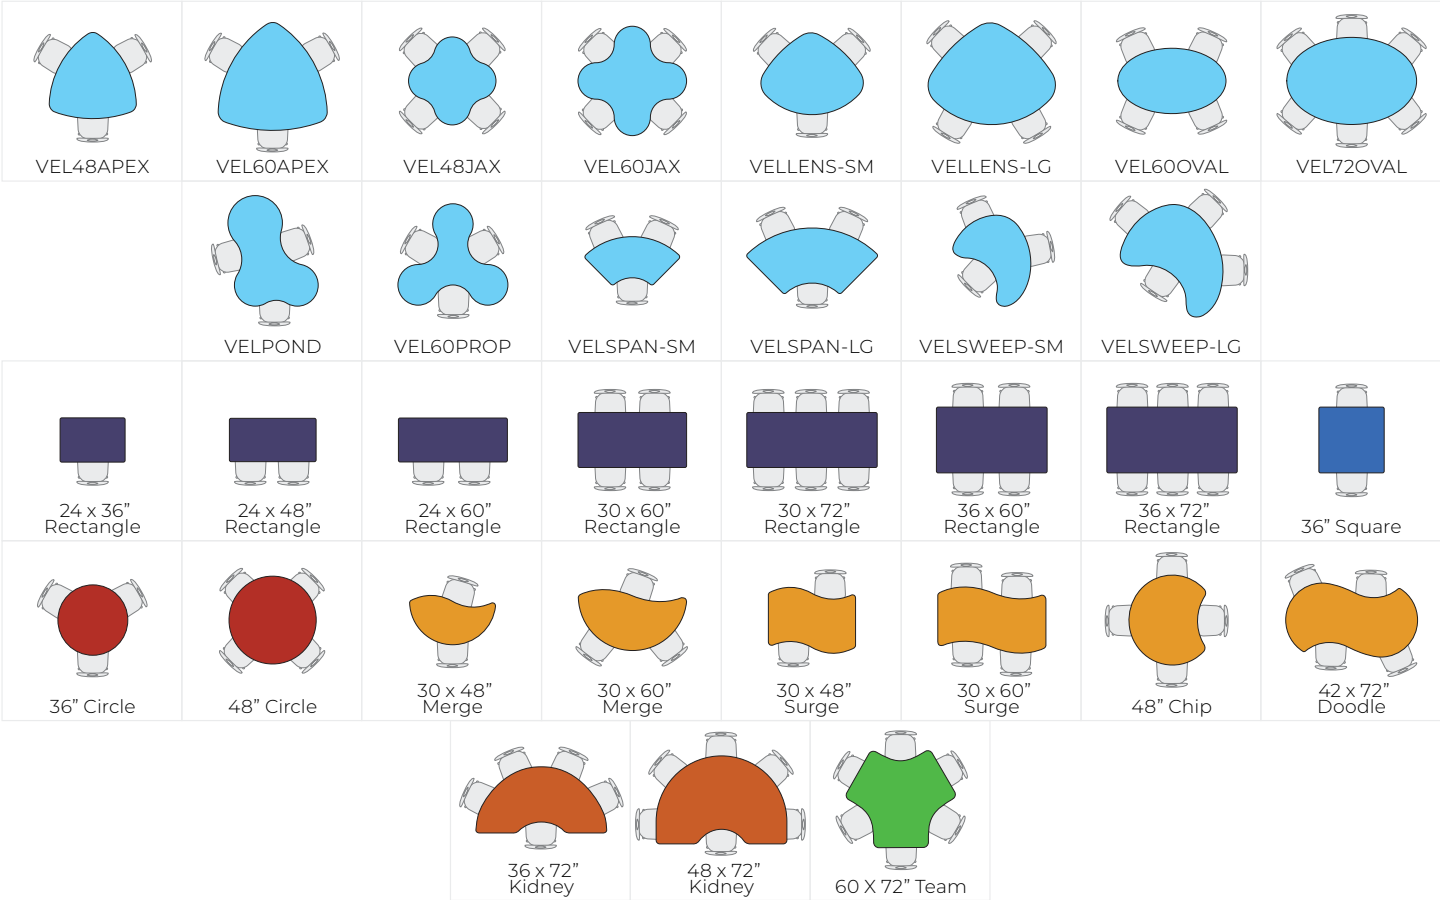 VEL48APEX
VEL60APEX
VEL48JAX
VEL60JAX
VELLENS-SM
VELLENS-LG
VEL60OVAL
VEL72OVAL
VELPOND
VEL60PROP
VELSPAN-SM
VELSPAN-LG
VELSWEEP-SM
VELSWEEP-LG
24 x 36”
Rectangle
24 x 48”
Rectangle
24 x 60”
Rectangle
30 x 60”
Rectangle
30 x 72”
Rectangle
36 x 60”
Rectangle
36 x 72”
Rectangle
36” Square
36” Circle
48” Circle
30 x 48”
Merge
30 x 60”
Merge
30 x 48”
Surge
30 x 60”
Surge
48” Chip
42 x 72”
Doodle
36 x 72”
Kidney
48 x 72”
Kidney
60 X 72” Team